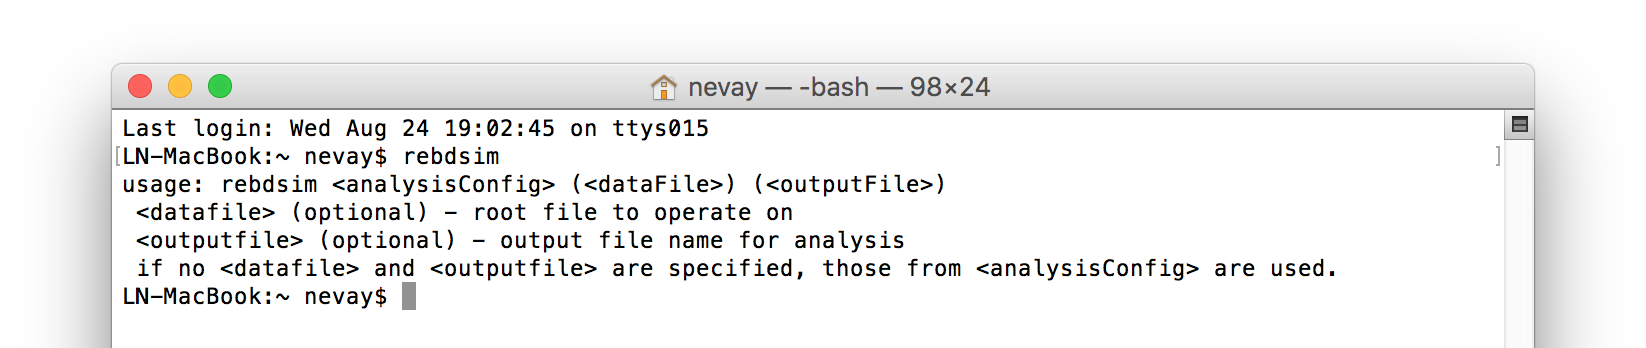 nevay — -bash — 98×24
Last login: Wed Aug 24 19:02:45 on ttys015
[LN-MacBook:~ nevay$ rebdsim ]
usage: rebdsim <analysisConfig> (<dataFile>) (<outputFile>)
<datafile> (optional) - root file to operate on
<outputfile> (optional) - output file name for analysis
if no <datafile> and <outputfile> are specified, those from <analysisConfig> are used.
LN-MacBook:~ nevay$